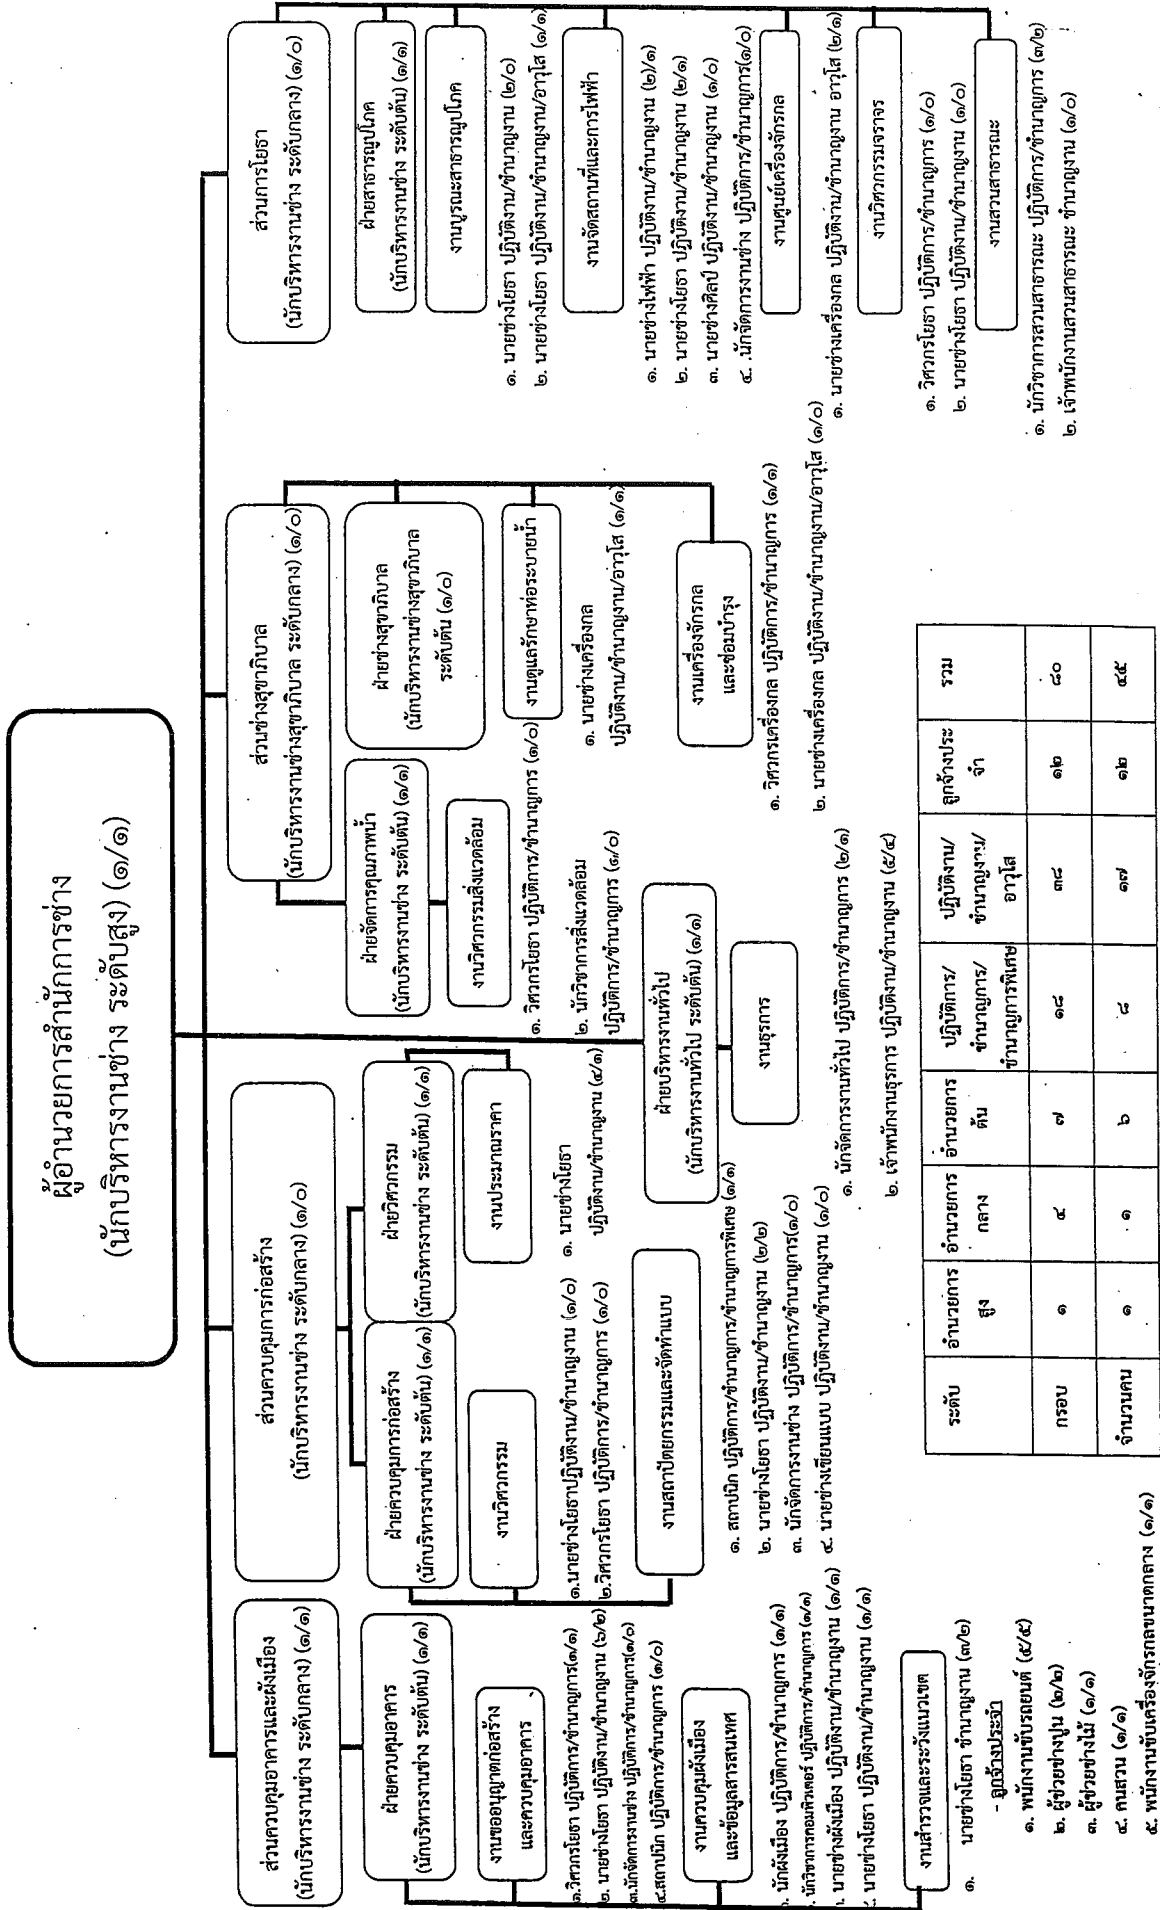 ผู้อำนวยการสำนักการช่าง
(นักบริหารงานช่าง ระดับสูง) (๑/๑)
ส่วนควบคุมอาคารและผังเมือง
(นักบริหารงานช่าง ระดับกลาง) (๑/๑)
ฝ่ายควบคุมอาคาร
(นักบริหารงานช่าง ระดับต้น) (๑/๑)
งานขออนุญาตก่อสร้าง
และควบคุมอาคาร
๑.วิศวกรโยธา ปฏิบัติการ/ชำนาญการ(๑/๑)
๒. นายช่างโยธา ปฏิบัติงาน/ชำนาญงาน (๖/๒)
๓.นักจัดการงานช่าง ปฏิบัติการ/ชำนาญการ(๑/๐)
๔.สถาปนิก ปฏิบัติการ/ชำนาญการ (๑/๐)
งานควบคุมผังเมือง
และข้อมูลสารสนเทศ
นักผังเมือง ปฏิบัติการ/ชำนาญการ (๑/๑)
นักวิชาการคอมพิวเตอร์ ปฏิบัติการ/ชำนาญการ (๑/๑)
นายช่างผังเมือง ปฏิบัติงาน/ชำนาญงาน (๑/๑)
นายช่างโยธา ปฏิบัติงาน/ชำนาญงาน (๑/๑)
งานสำรวจและระวังแนวเขต
๑. นายช่างโยธา ชำนาญงาน (๓/๒)
- ลูกจ้างประจำ
๑. พนักงานขับรถยนต์ (๕/๕)
๒. ผู้ช่วยช่างปูน (๒/๒)
๓. ผู้ช่วยช่างไม้ (๑/๑)
๔. คนสวน (๑/๑)
๕. พนักงานขับเครื่องจักรกลขนาดกลาง (๑/๑)
ส่วนควบคุมการก่อสร้าง
(นักบริหารงานช่าง ระดับกลาง) (๑/๐)
ฝ่ายควบคุมการก่อสร้าง
(นักบริหารงานช่าง ระดับต้น) (๑/๑)
งานวิศวกรรม
๑.นายช่างโยธาปฏิบัติงาน/ชำนาญงาน (๑/๐)
๒.วิศวกรโยธา ปฏิบัติการ/ชำนาญการ (๑/๐)
งานสถาปัตยกรรมและจัดทำแบบ
๑. สถาปนิก ปฏิบัติการ/ชำนาญการ/ชำนาญการพิเศษ (๑/๑)
๒. นายช่างโยธา ปฏิบัติงาน/ชำนาญงาน (๒/๒)
๓. นักจัดการงานช่าง ปฏิบัติการ/ชำนาญการ(๑/๐)
๔. นายช่างเขียนแบบ ปฏิบัติงาน/ชำนาญงาน (๑/๐)
ฝ่ายวิศวกรรม
(นักบริหารงานช่าง ระดับต้น) (๑/๑)
งานประมาณราคา
๑. นายช่างโยธา
ปฏิบัติงาน/ชำนาญงาน (๔/๑)
ฝ่ายบริหารงานทั่วไป
(นักบริหารงานทั่วไป ระดับต้น) (๑/๑)
งานธุรการ
๑. นักจัดการงานทั่วไป ปฏิบัติการ/ชำนาญการ (๒/๑)
๒. เจ้าพนักงานธุรการ ปฏิบัติงาน/ชำนาญงาน (๕/๔)
ส่วนช่างสุขาภิบาล
(นักบริหารงานช่างสุขาภิบาล ระดับกลาง) (๑/๐)
ฝ่ายจัดการคุณภาพน้ำ
(นักบริหารงานช่าง ระดับต้น) (๑/๑)
งานวิศวกรรมสิ่งแวดล้อม
๑. วิศวกรโยธา ปฏิบัติการ/ชำนาญการ (๑/๐)
๒. นักวิชาการสิ่งแวดล้อม
ปฏิบัติการ/ชำนาญการ (๑/๐)
ฝ่ายช่างสุขาภิบาล
(นักบริหารงานช่างสุขาภิบาล
ระดับต้น (๑/๐)
งานดูแลรักษาท่อระบายน้ำ
๑. นายช่างเครื่องกล
ปฏิบัติงาน/ชำนาญงาน/อาวุโส (๑/๑)
งานเครื่องจักรกล
และซ่อมบำรุง
๑. วิศวกรเครื่องกล ปฏิบัติการ/ชำนาญการ (๑/๑)
๒. นายช่างเครื่องกล ปฏิบัติงาน/ชำนาญงาน/อาวุโส (๑/๐)
ส่วนการโยธา
(นักบริหารงานช่าง ระดับกลาง) (๑/๐)
ฝ่ายสาธารณูปโภค
(นักบริหารงานช่าง ระดับต้น) (๑/๑)
งานบูรณะสาธารณูปโภค
๑. นายช่างโยธา ปฏิบัติงาน/ชำนาญงาน (๒/๐)
๒. นายช่างโยธา ปฏิบัติงาน/ชำนาญงาน/อาวุโส (๑/๑)
งานจัดสถานที่และการไฟฟ้า
๑. นายช่างไฟฟ้า ปฏิบัติงาน/ชำนาญงาน (๒)/๑)
๒. นายช่างโยธา ปฏิบัติงาน/ชำนาญงาน (๒/๑)
๓. นายช่างศิลป์ ปฏิบัติงาน/ชำนาญงาน (๑/๐)
๔. .นักจัดการงานช่าง ปฏิบัติการ/ชำนาญการ(๑/๐)
งานศูนย์เครื่องจักรกล
๑. นายช่างเครื่องกล ปฏิบัติงาน/ชำนาญงาน อาวุโส (๒/๑)
งานวิศวกรรมจราจร
๑. วิศวกรโยธา ปฏิบัติการ/ชำนาญการ (๑/๐)
๒. นายช่างโยธา ปฏิบัติงาน/ชำนาญงาน (๑/๐)
งานสวนสาธารณะ
๑. นักวิชาการสวนสาธารณะ ปฏิบัติการ/ชำนาญการ (๓/๒)
๒. เจ้าพนักงานสวนสาธารณะ ชำนาญงาน (๑/๐)
ระดับ อำนวยการสูง อำนวยการกลาง อำนวยการต้น ปฏิบัติการ/ชำนาญการ/ชำนาญการพิเศษ ปฏิบัติงาน/ชำนาญงาน/อาวุโส ลูกจ้างประจำ รวม
กรอบ ๑ ๔ ๗ ๑๘ ๓๘ ๑๒ ๘๐
จำนวนคน ๑ ๑ ๖ ๘ ๑๗ ๑๒ ๔๕